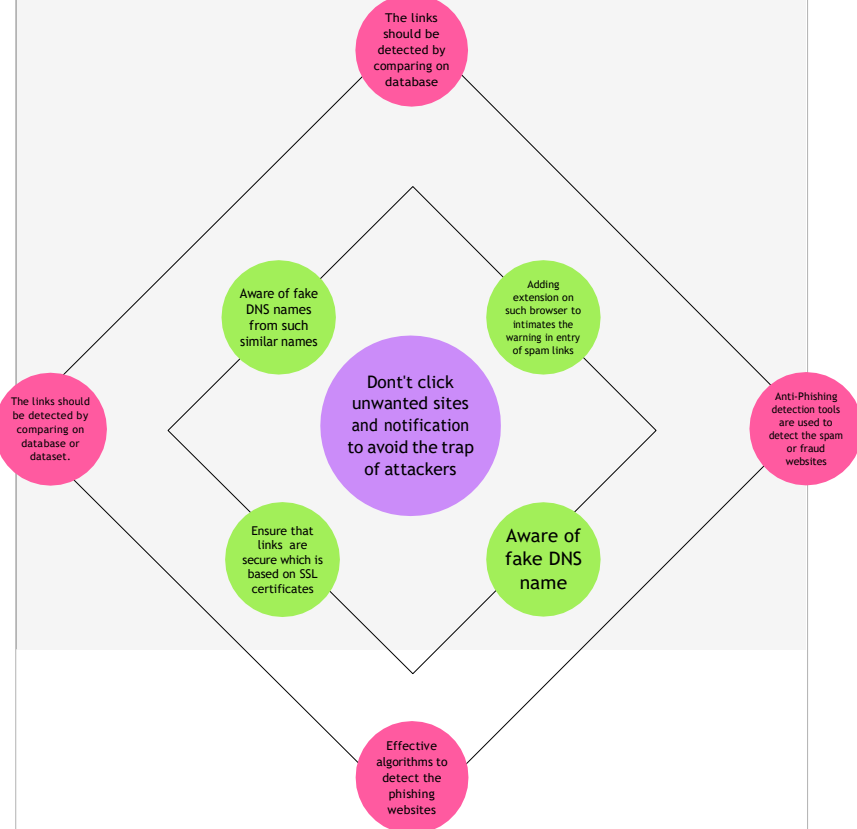 The links
should be
detected by
comparing on
database
Aware of fake
DNS names
from such
similar names
Adding
extension on
such browser to
intimates the
warning in entry
of spam links
Dont't click
unwanted sites
and notification
to avoid the trap
of attackers
The links should
be detected by
comparing on
database or
dataset.
Anti-Phishing
detection tools
are used to
detect the spam
or fraud
websites
Ensure that
links are
secure which is
based on SSL
certificates
Aware of
fake DNS
name
Effective
algorithms to
detect the
phishing
websites